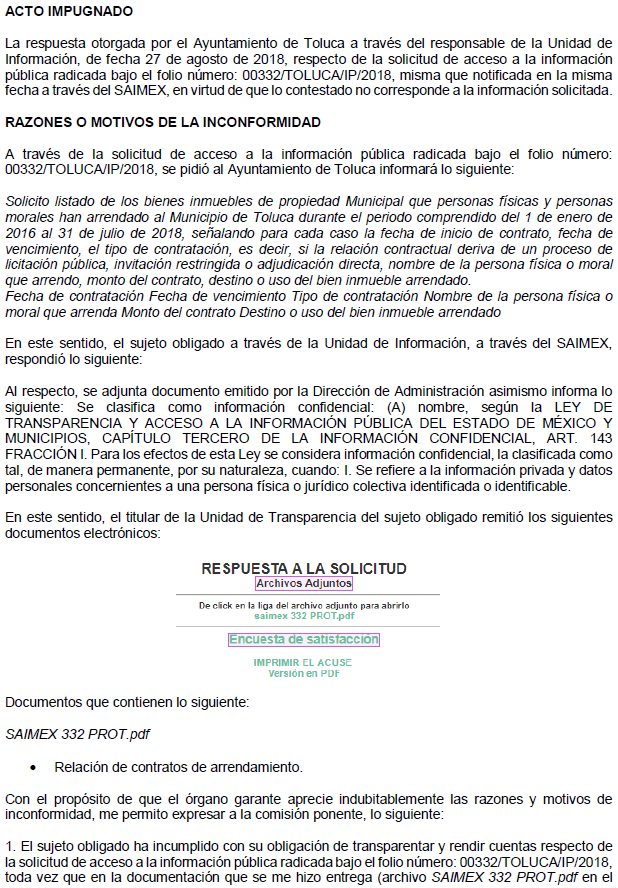 ACTO IMPUGNADO
La respuesta otorgada por el Ayuntamiento de Toluca a través del responsable de la Unidad de
Información, de fecha 27 de agosto de 2018, respecto de la solicitud de acceso a la información
pública radicada bajo el folio número: 00332/TOLUCA/IP/2018, misma que notificada en la misma
fecha a través del SAIMEX, en virtud de que lo contestado no corresponde a la información solicitada.
RAZONES O MOTIVOS DE LA INCONFORMIDAD
A través de la solicitud de acceso a la información pública radicada bajo el folio número:
00332/TOLUCA/IP/2018, se pidió al Ayuntamiento de Toluca informará lo siguiente:
Solicito listado de los bienes inmuebles de propiedad Municipal que personas físicas y personas
morales han arrendado al Municipio de Toluca durante el periodo comprendido del 1 de enero de
2016 al 31 de julio de 2018, señalando para cada caso la fecha de inicio de contrato, fecha de
vencimiento, el tipo de contratación, es decir, si la relación contractual deriva de un proceso de
licitación pública, invitación restringida o adjudicación directa, nombre de la persona física o moral
que arrendo, monto del contrato, destino o uso del bien inmueble arrendado.
Fecha de contratación Fecha de vencimiento Tipo de contratación Nombre de la persona física o
moral que arrenda Monto del contrato Destino o uso del bien inmueble arrendado
En este sentido, el sujeto obligado a través de la Unidad de Información, a través del SAIMEX,
respondió lo siguiente:
Al respecto, se adjunta documento emitido por la Dirección de Administración asimismo informa lo
siguiente: Se clasifica como información confidencial: (A) nombre, según la LEY DE
TRANSPARENCIA Y ACCESO A LA INFORMACIÓN PÚBLICA DEL ESTADO DE MÉXICO Y
MUNICIPIOS, CAPÍTULO TERCERO DE LA INFORMACIÓN CONFIDENCIAL, ART. 143
FRACCIÓN I. Para los efectos de esta Ley se considera información confidencial, la clasificada como
tal, de manera permanente, por su naturaleza, cuando: I. Se refiere a la información privada y datos
personales concernientes a una persona física o jurídico colectiva identificada o identificable.
En este sentido, el titular de la Unidad de Transparencia del sujeto obligado remitió los siguientes
documentos electrónicos:
RESPUESTA A LA SOLICITUD
Archivos Adjuntos
De click en la liga del archivo adjunto para abrirlo
saimex 332 PROT.pdf
Encuesta de satisfacción
IMPRIMIR EL ACUSE
Versión en PDF
Documentos que contienen lo siguiente:
SAIMEX 332 PROT.pdf
• Relación de contratos de arrendamiento.
Con el propósito de que el órgano garante aprecie indubitablemente las razones y motivos de
inconformidad, me permito expresar a la comisión ponente, lo siguiente:
1. El sujeto obligado ha incumplido con su obligación de transparentar y rendir cuentas respecto de
la solicitud de acceso a la información pública radicada bajo el folio número: 00332/TOLUCA/IP/2018,
toda vez que en la documentación que se me hizo entrega (archivo SAIMEX 332 PROT.pdf en el